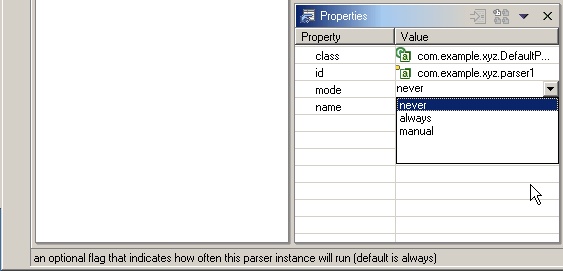 Properties
Property Value
class com.example.xyz.DefaultP...
id com.example.xyz.parser1
mode never
name
never
always
manual
an optional flag that indicates how often this parser instance will run (default is always)